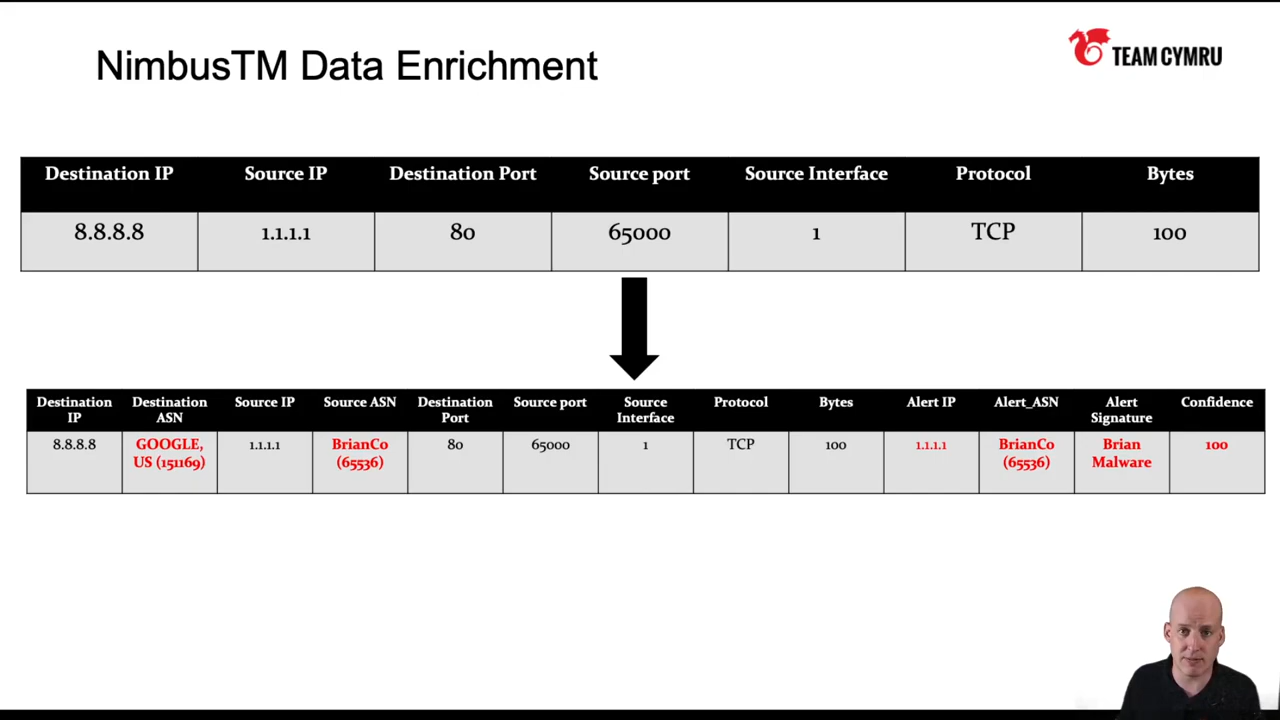 NimbusTM Data Enrichment
TEAM CYMRU
Destination IP Source IP Destination Port Source port Source Interface Protocol Bytes
8.8.8.8 1.1.1.1 80 65000 1 TCP 100
Destination IP Destination ASN Source IP Source ASN Destination Port Source port Source Interface Protocol Bytes Alert IP Alert_ASN Alert Signature Confidence
8.8.8.8 GOOGLE, US (151169) 1.1.1.1 BrianCo (65536) 80 65000 1 TCP 100 1.1.1.1 BrianCo (65536) Brian Malware 100